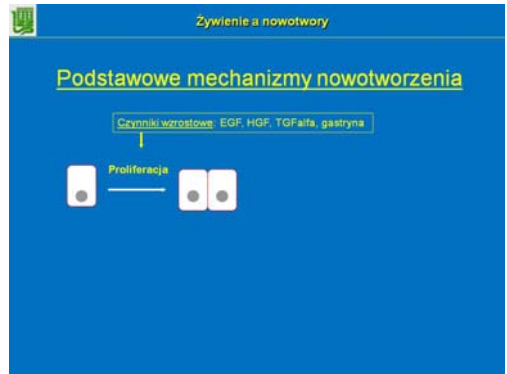 Żywienie a nowotwory
Podstawowe mechanizmy nowotworzenia
Czynniki wzrostowe: EGF, HGF, TGFalfa, gastryna
Proliferacja